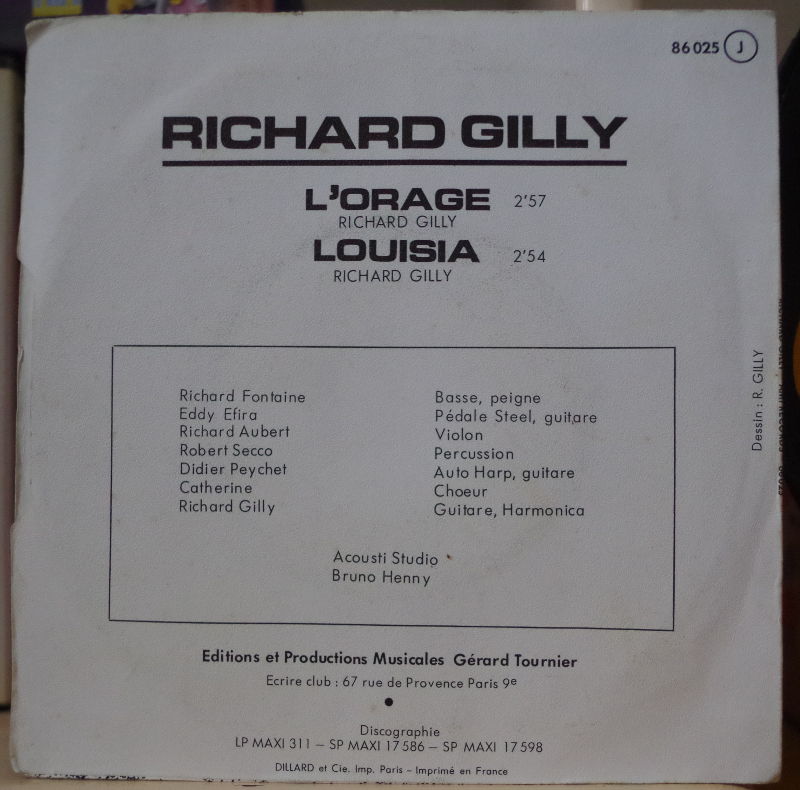 86 025 J
RICHARD GILLY
L'ORAGE 2'57
RICHARD GILLY
LOUISIA 2'54
RICHARD GILLY
Richard Fontaine Basse, peigne
Eddy Efira Pédale Steel, guitare
Richard Aubert Violon
Robert Secco Percussion
Didier Peychet Auto Harp, guitare
Catherine Choeur
Richard Gilly Guitare, Harmonica
Acousti Studio
Bruno Henny
Dessin : R. GILLY
Editions et Productions Musicales Gérard Tournier
Ecrire club : 67 rue de Provence Paris 9e
Discographie
LP MAXI 311 – SP MAXI 17 586 – SP MAXI 17 598
DILLARD et Cie. Imp. Paris – Imprimé en France